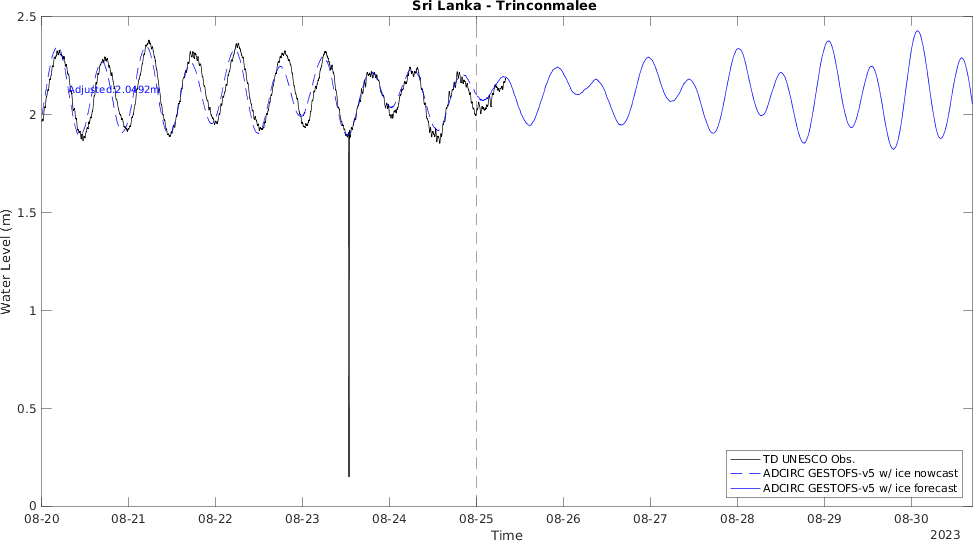 Sri Lanka - Trinconmalee
2.5
2
1.5
1
0.5
0
Water Level (m)
Adjusted:2.0492m
TD UNESCO Obs.
ADCIRC GESTOFS-v5 w/ ice nowcast
ADCIRC GESTOFS-v5 w/ ice forecast
08-20 08-21 08-22 08-23 08-24 08-25 08-26 08-27 08-28 08-29 08-30
Time
2023